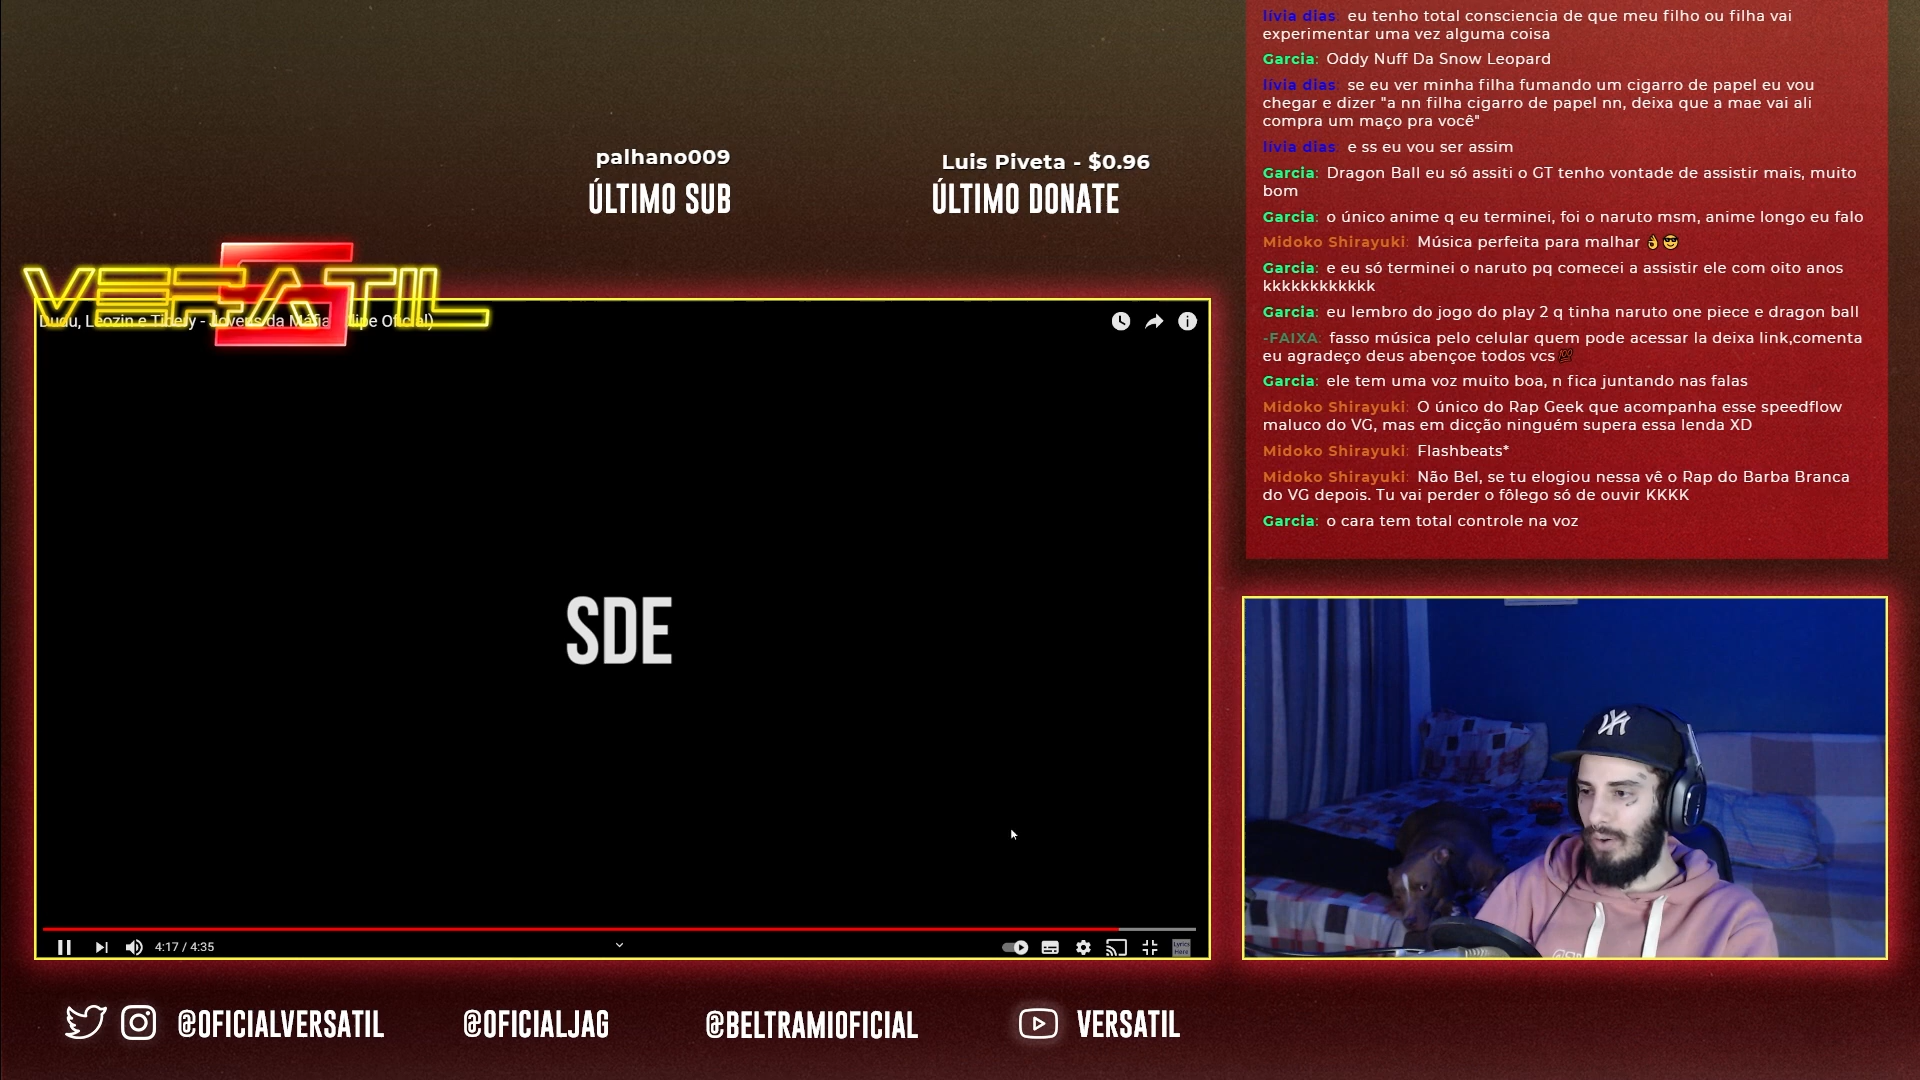 lívia dias: eu tenho total consciencia de que meu filho ou filha vai
experimentar uma vez alguma coisa
Garcia: Oddy Nuff Da Snow Leopard
lívia dias: se eu ver minha filha fumando um cigarro de papel eu vou
chegar e dizer "a nn filha cigarro de papel nn, deixa que a mae vai ali
compra um maço pra você"
lívia dias: e ss eu vou ser assim
Garcia: Dragon Ball eu só assiti o GT tenho vontade de assistir mais, muito
bom
Garcia: o único anime q eu terminei, foi o naruto msm, anime longo eu falo
Midoko Shirayuki: Música perfeita para malhar 👌😎
Garcia: e eu só terminei o naruto pq comecei a assistir ele com oito anos
kkkkkkkkkkkk
Garcia: eu lembro do jogo do play 2 q tinha naruto one piece e dragon ball
-FAIXA: fasso música pelo celular quem pode acessar la deixa link,comenta
eu agradeço deus abençoe todos vcs💯
Garcia: ele tem uma voz muito boa, n fica juntando nas falas
Midoko Shirayuki: O único do Rap Geek que acompanha esse speedflow
maluco do VG, mas em dicção ninguém supera essa lenda XD
Midoko Shirayuki: Flashbeats*
Midoko Shirayuki: Não Bel, se tu elogiou nessa vê o Rap do Barba Branca
do VG depois. Tu vai perder o fôlego só de ouvir KKKK
Garcia: o cara tem total controle na voz
palhano009
ÚLTIMO SUB
Luis Piveta - $0.96
ÚLTIMO DONATE
VERSATIL
Dudu, Leozin e Tibery - Jovens da Máfia Oficial)
SDE
4:17 / 4:35
Lyrics
Here
@OFICIALVERSATIL
@OFICIALJAG
@BELTRAMIOFICIAL
VERSATIL